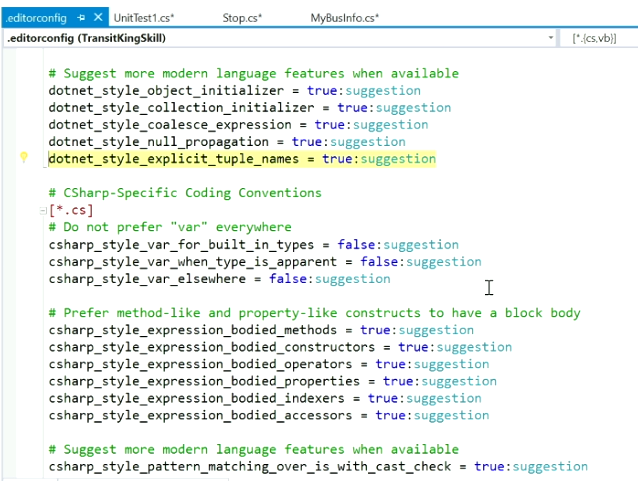 .editorconfig UnitTest1.cs* Stop.cs* MyBusInfo.cs*
.editorconfig (TransitKingSkill) [*.{cs,vb}]
# Suggest more modern language features when available
dotnet_style_object_initializer = true:suggestion
dotnet_style_collection_initializer = true:suggestion
dotnet_style_coalesce_expression = true:suggestion
dotnet_style_null_propagation = true:suggestion
dotnet_style_explicit_tuple_names = true:suggestion
# CSharp-Specific Coding Conventions
[*.cs]
# Do not prefer "var" everywhere
csharp_style_var_for_built_in_types = false:suggestion
csharp_style_var_when_type_is_apparent = false:suggestion
csharp_style_var_elsewhere = false:suggestion
# Prefer method-like and property-like constructs to have a block body
csharp_style_expression_bodied_methods = true:suggestion
csharp_style_expression_bodied_constructors = true:suggestion
csharp_style_expression_bodied_operators = true:suggestion
csharp_style_expression_bodied_properties = true:suggestion
csharp_style_expression_bodied_indexers = true:suggestion
csharp_style_expression_bodied_accessors = true:suggestion
# Suggest more modern language features when available
csharp_style_pattern_matching_over_is_with_cast_check = true:suggestion